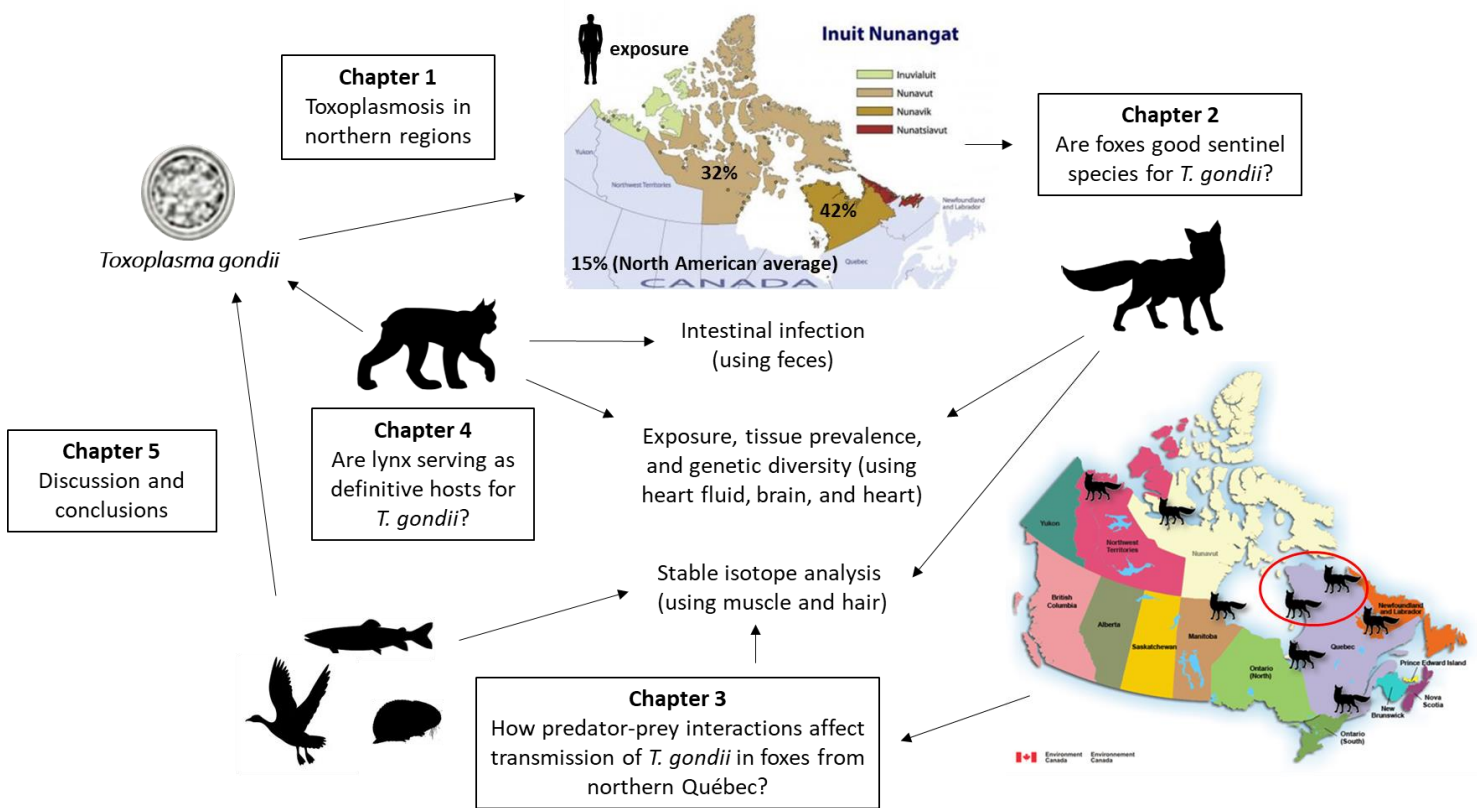 Chapter 1
Toxoplasmosis in
northern regions
Toxoplasma gondii
exposure
Inuit Nunangat
Inuvialuit
Nunavut
Nunavik
Nunatsiavut
Yukon
Northwest Territories
32%
42%
Newfoundland
and Labrador
Quebec
15% (North American average)
CANADA
Chapter 2
Are foxes good sentinel
species for T. gondii?
Intestinal infection
(using feces)
Chapter 4
Are lynx serving as
definitive hosts for
T. gondii?
Exposure, tissue prevalence,
and genetic diversity (using
heart fluid, brain, and heart)
Chapter 5
Discussion and
conclusions
Stable isotope analysis
(using muscle and hair)
Chapter 3
How predator-prey interactions affect
transmission of T. gondii in foxes from
northern Québec?
Yukon
Northwest
Territories
Nunavut
British
Columbia
Alberta
Saskatchewan
Manitoba
Ontario
(North)
Quebec
Newfoundland
and Labrador
Prince Edward Island
Nova
Scotia
New
Brunswick
Ontario
(South)
Environment
Canada
Environnement
Canada